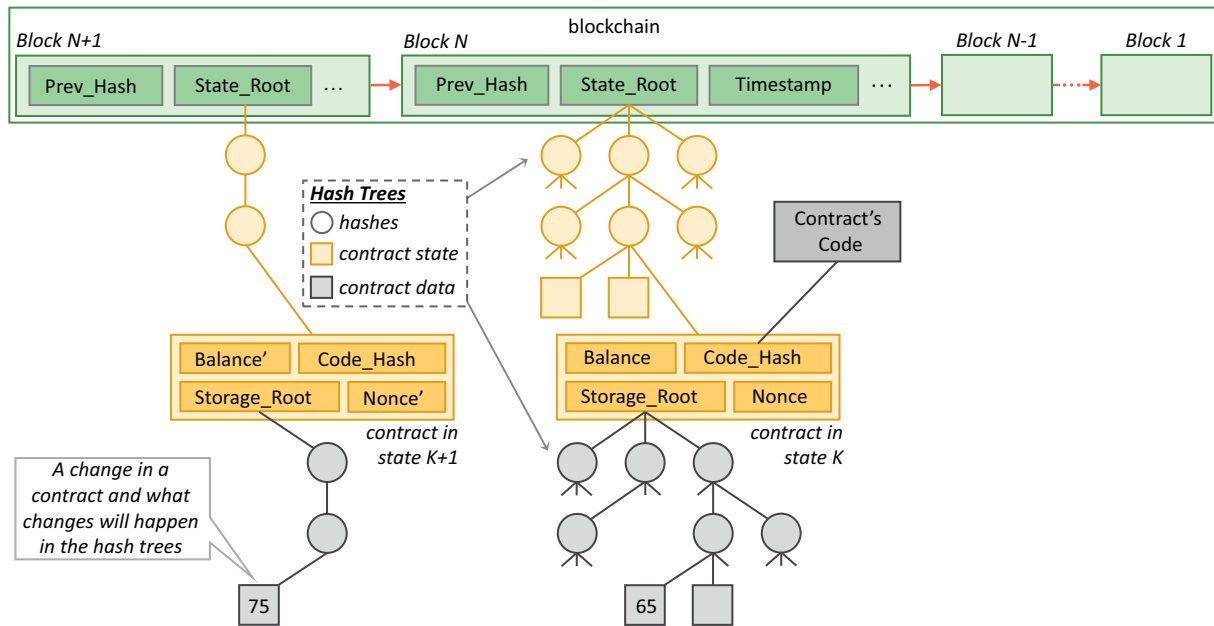 blockchain
Block N+1
Block N
Block N-1
Block 1
Prev_Hash
State_Root
...
Prev_Hash
State_Root
Timestamp
...
Hash Trees
hashes
contract state
contract data
Contract's
Code
Balance’
Code_Hash
Storage_Root
Nonce’
contract in
state K+1
Balance
Code_Hash
Storage_Root
Nonce
contract in
state K
A change in a
contract and what
changes will happen
in the hash trees
75
65